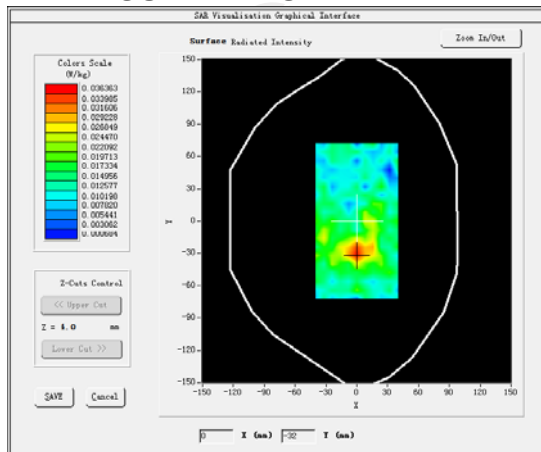 SAR Visualisation Graphical Interface
Surface Radiated Intensity
Zoom In/Out
Colors Scale
(W/kg)
0.036363
0.033985
0.031606
0.029228
0.026849
0.024470
0.022092
0.019713
0.017334
0.014956
0.012577
0.010198
0.007820
0.005441
0.003062
0.000684
150
120
90
60
30
0
-30
-60
-90
-120
-150
Y
-150 -120 -90 -60 -30 0 30 60 90 120 150
X
Z-Cuts Control
<< Upper Cut
Z = 4.0 mm
Lower Cut >>
SAVE Cancel
0 X (mm) -32 Y (mm)